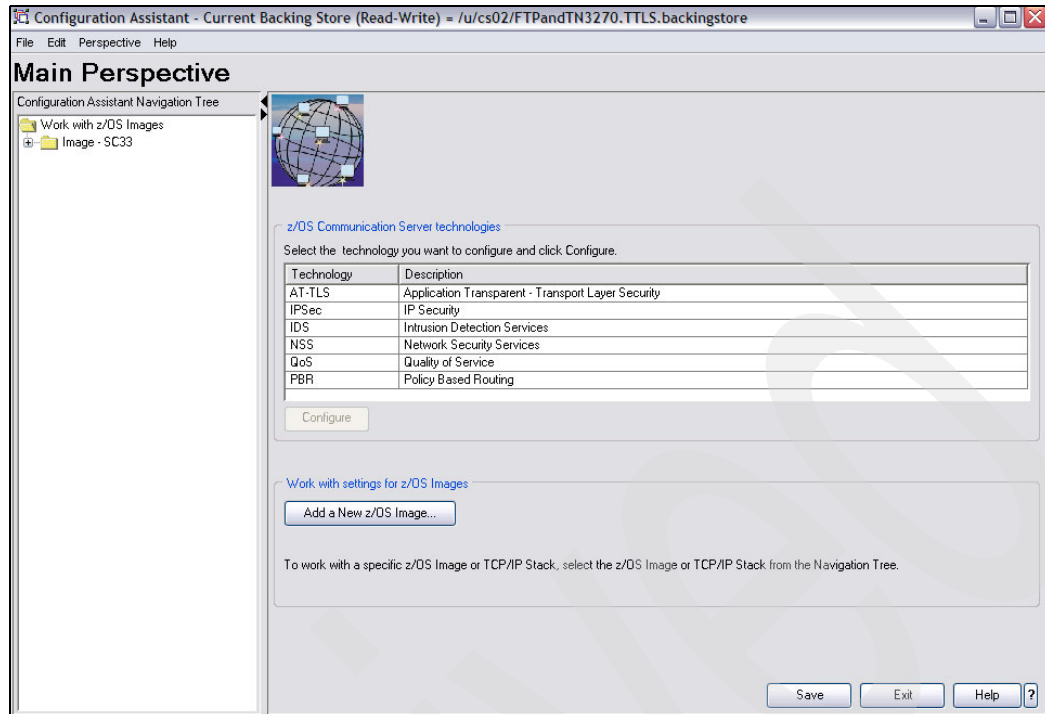 Configuration Assistant - Current Backing Store (Read-Write) = /u/cs02/FTPandTN3270.TTLS.backingstore
File Edit Perspective Help
Main Perspective
Configuration Assistant Navigation Tree
Work with z/OS Images
Image - SC33
z/OS Communication Server technologies
Select the technology you want to configure and click Configure.
Technology Description
AT-TLS Application Transparent - Transport Layer Security
IPSec IP Security
IDS Intrusion Detection Services
NSS Network Security Services
QoS Quality of Service
PBR Policy Based Routing
Configure
Work with settings for z/OS Images
Add a New z/OS Image...
To work with a specific z/OS Image or TCP/IP Stack, select the z/OS Image or TCP/IP Stack from the Navigation Tree.
Save Exit Help ?